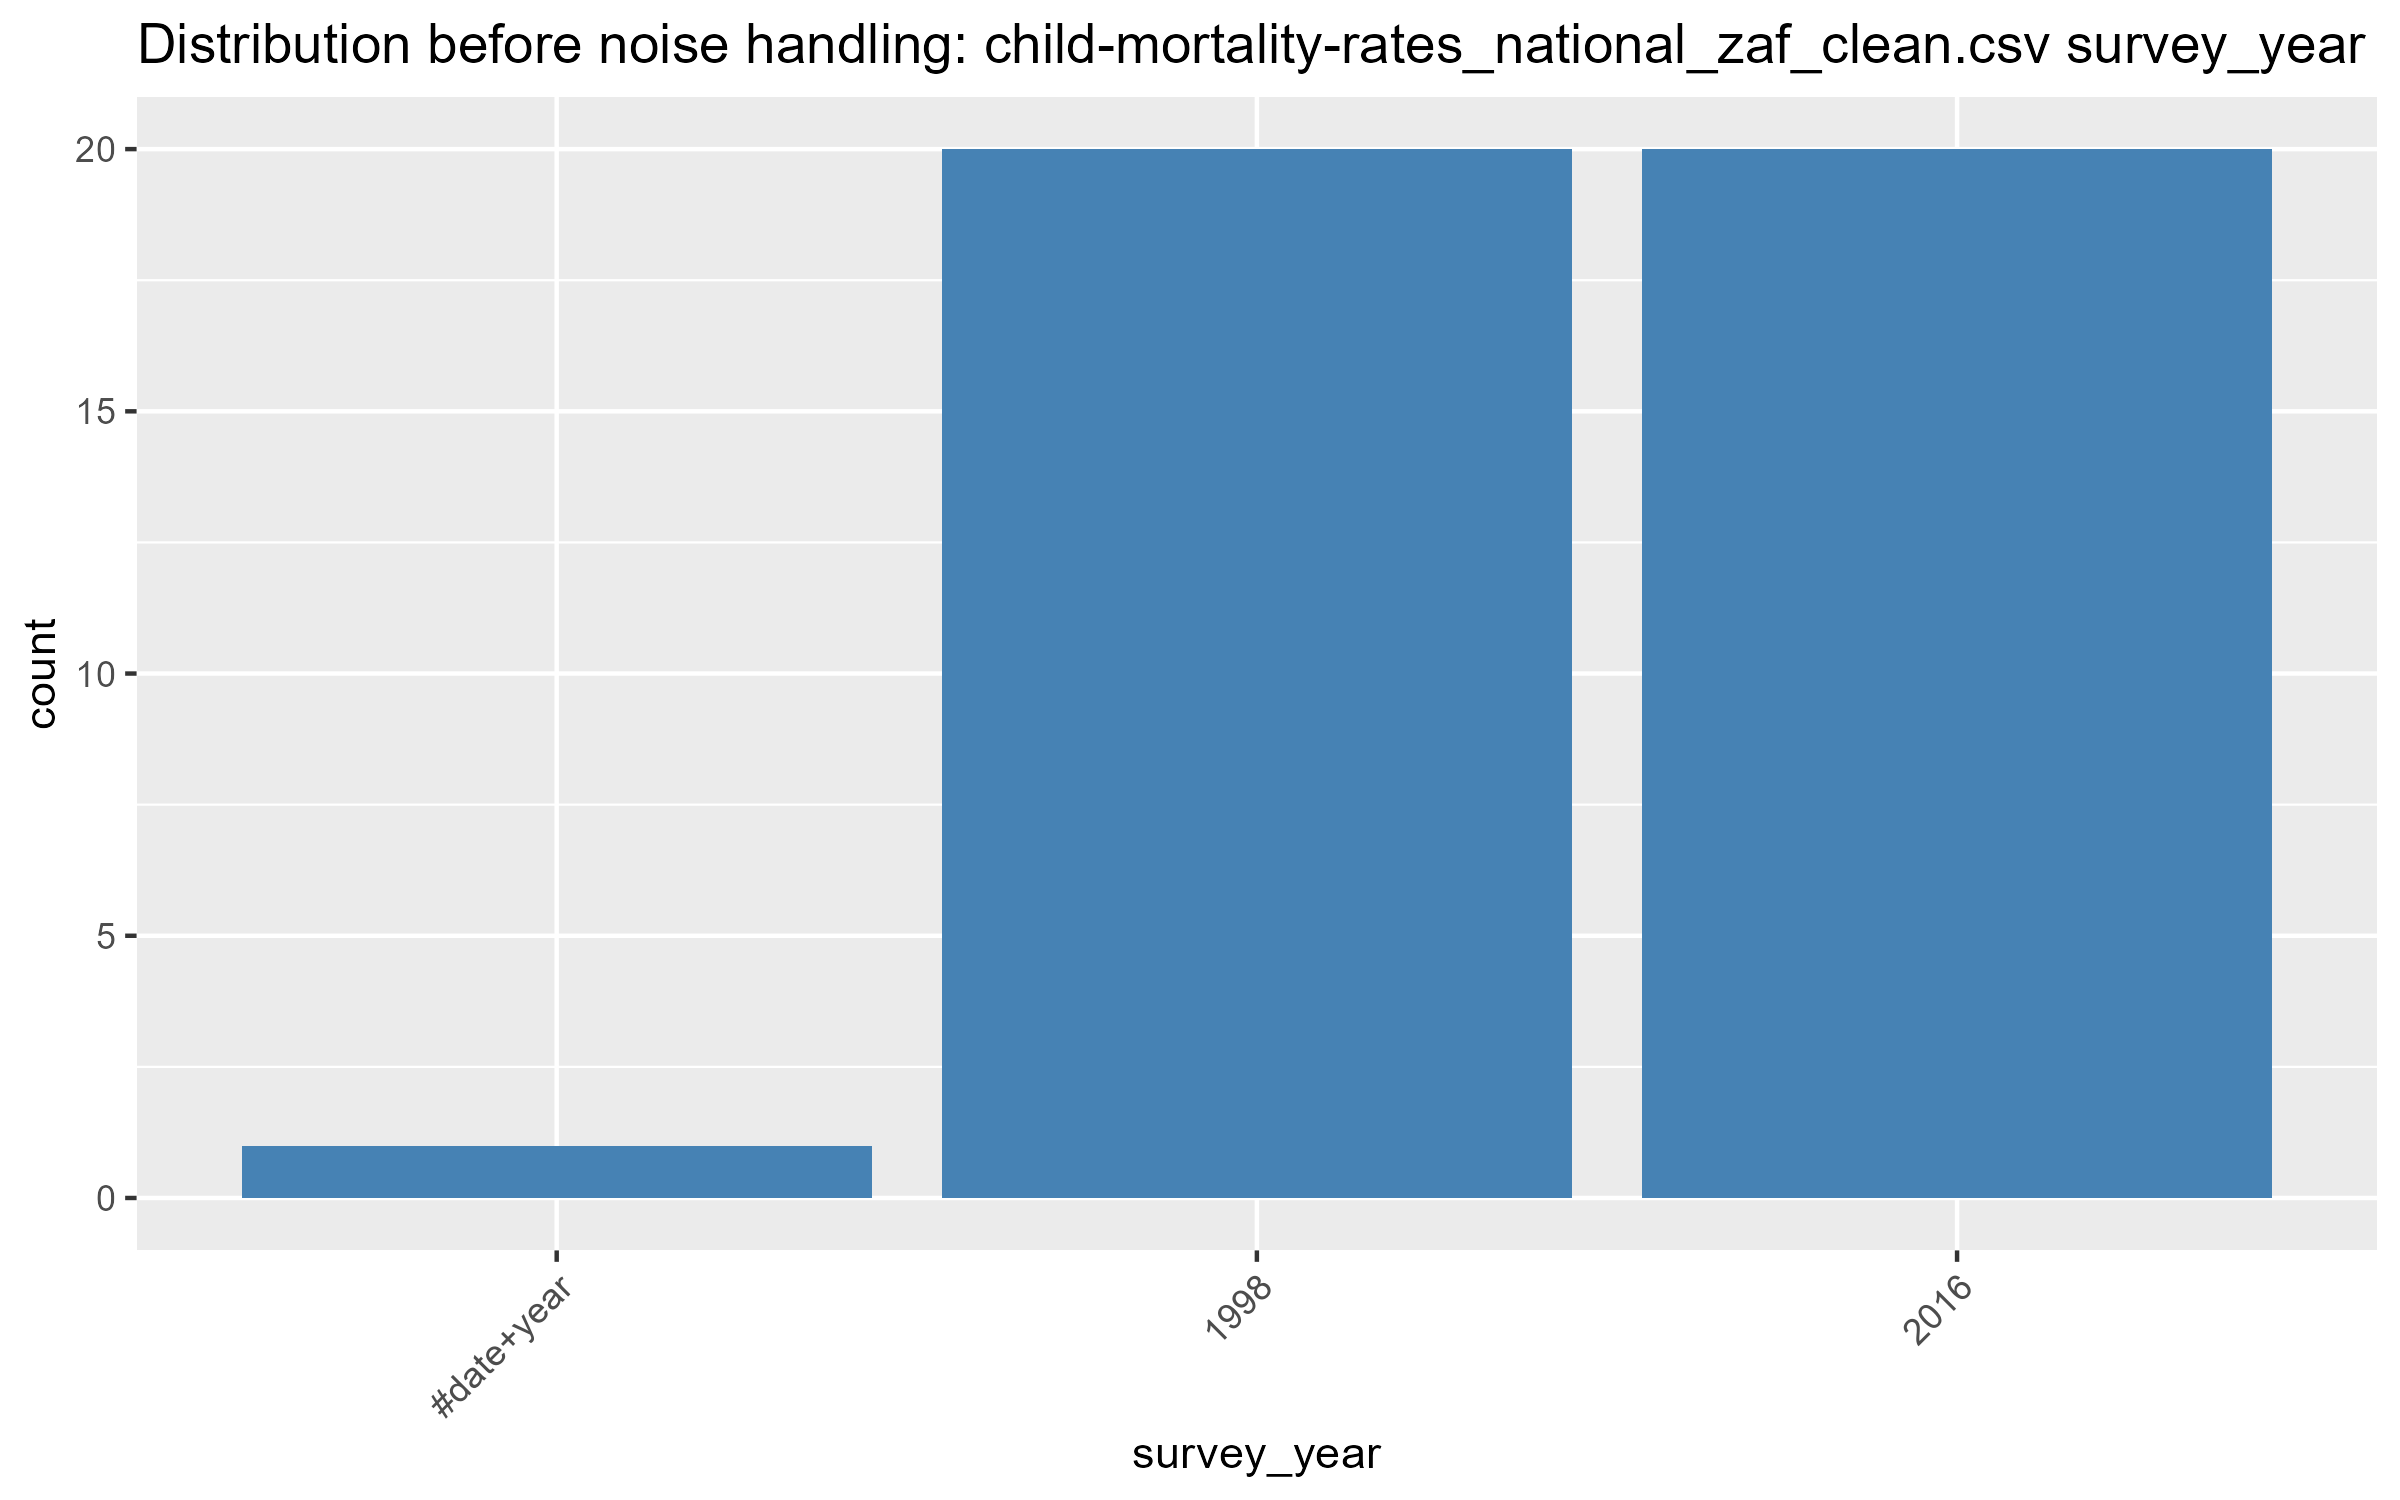 Distribution before noise handling: child-mortality-rates_national_zaf_clean.csv survey_year
count
20
15
10
5
0
#date+year
1998
2016
survey_year